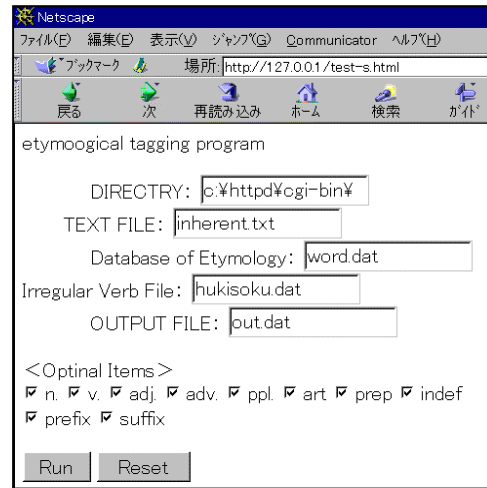 Netscape
ファイル(F) 編集(E) 表示(V) ジャンプ(G) Communicator ヘルプ(H)
ブックマーク 場所: http://127.0.0.1/test-s.html
戻る 次 再読み込み ホーム 検索 ガイド
etymoogical tagging program
DIRECTRY: c:¥httpd¥cgi-bin¥
TEXT FILE: inherent.txt
Database of Etymology: word.dat
Irregular Verb File: hukisoku.dat
OUTPUT FILE: out.dat
<Optinal Items>
n. v. adj. adv. ppl. art prep indef
prefix suffix
Run Reset